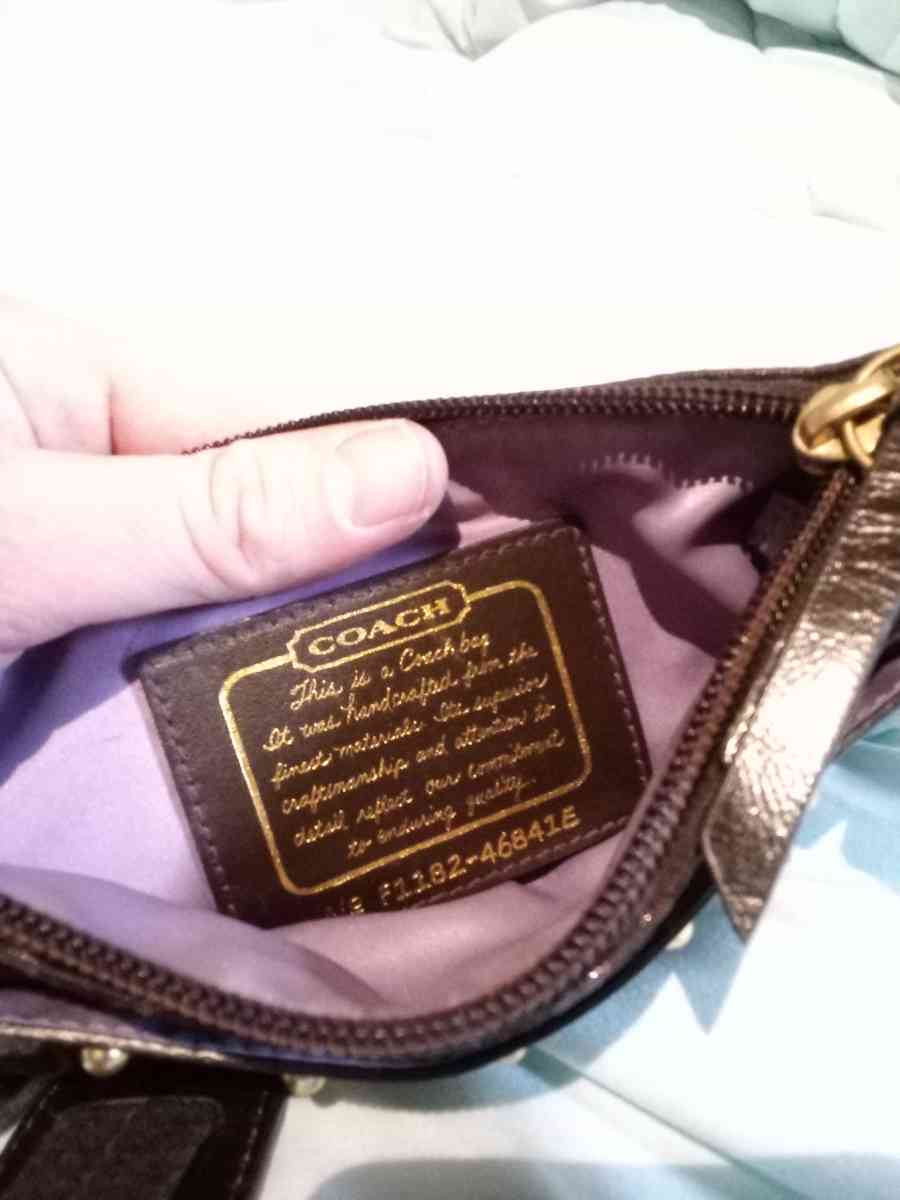 COACH
This is a Coach bag
It was handcrafted from the
finest materials. Its superior
craftsmanship and attention to
detail reflect our commitment
to enduring quality.
F1182-46841E